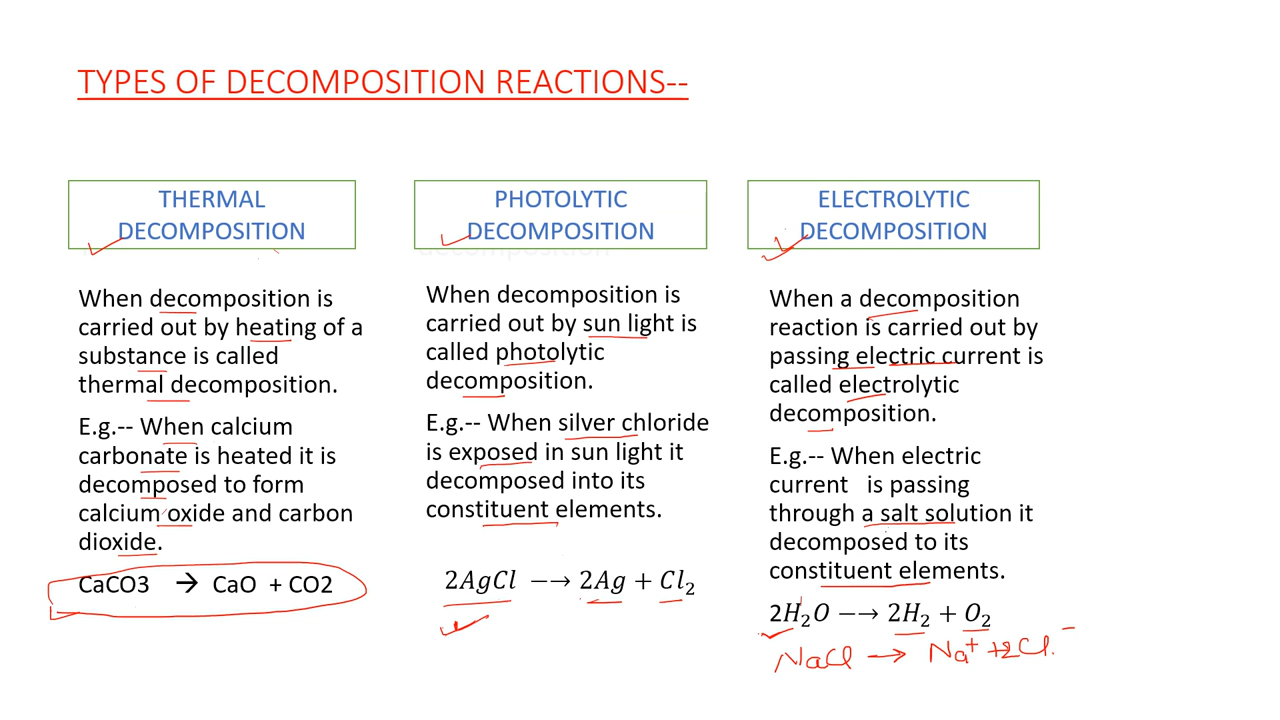 TYPES OF DECOMPOSITION REACTIONS--
THERMAL
DECOMPOSITION
When decomposition is
carried out by heating of a
substance is called
thermal decomposition.
E.g.-- When calcium
carbonate is heated it is
decomposed to form
calcium oxide and carbon
dioxide.
CaCO3 → CaO + CO2
PHOTOLYTIC
DECOMPOSITION
decomposition
When decomposition is
carried out by sun light is
called photolytic
decomposition.
E.g.-- When silver chloride
is exposed in sun light it
decomposed into its
constituent elements.
2AgCl ⟶ 2Ag + Cl₂
ELECTROLYTIC
DECOMPOSITION
When a decomposition
reaction is carried out by
passing electric current is
called electrolytic
decomposition.
E.g.-- When electric
current is passing
through a salt solution it
decomposed to its
constituent elements.
2H₂O ⟶ 2H₂ + O₂
NaCl → Na⁺ + 2Cl⁻